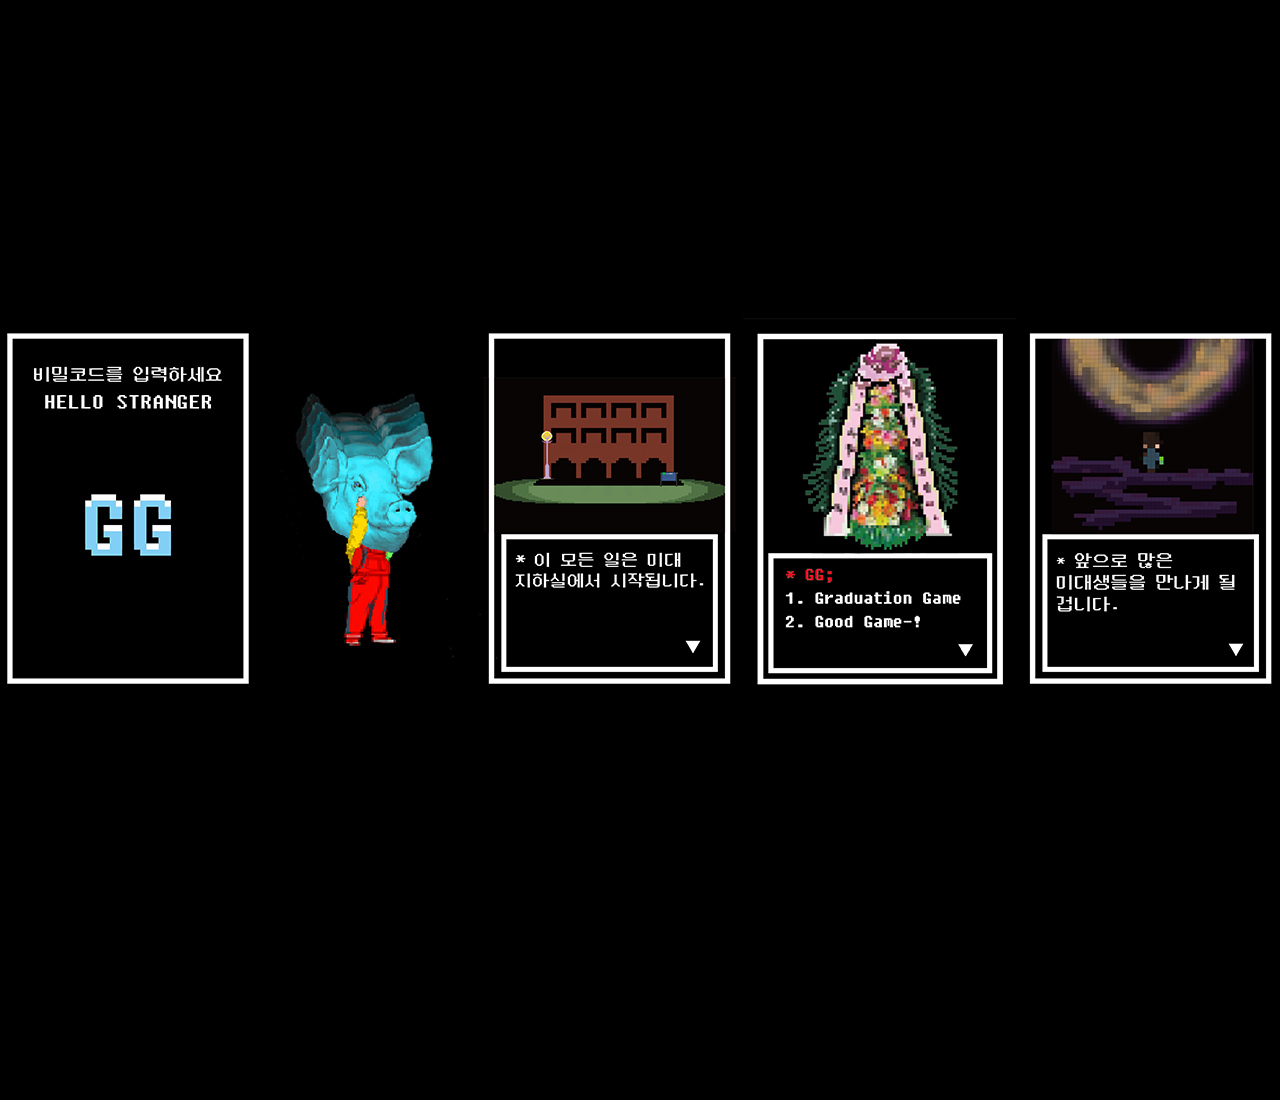 비밀코드를 입력하세요
HELLO STRANGER
GG
* 이 모든 일은 미대
지하실에서 시작됩니다.
* GG;
1. Graduation Game
2. Good Game-!
* 앞으로 많은
미대생들을 만나게 될
겁니다.